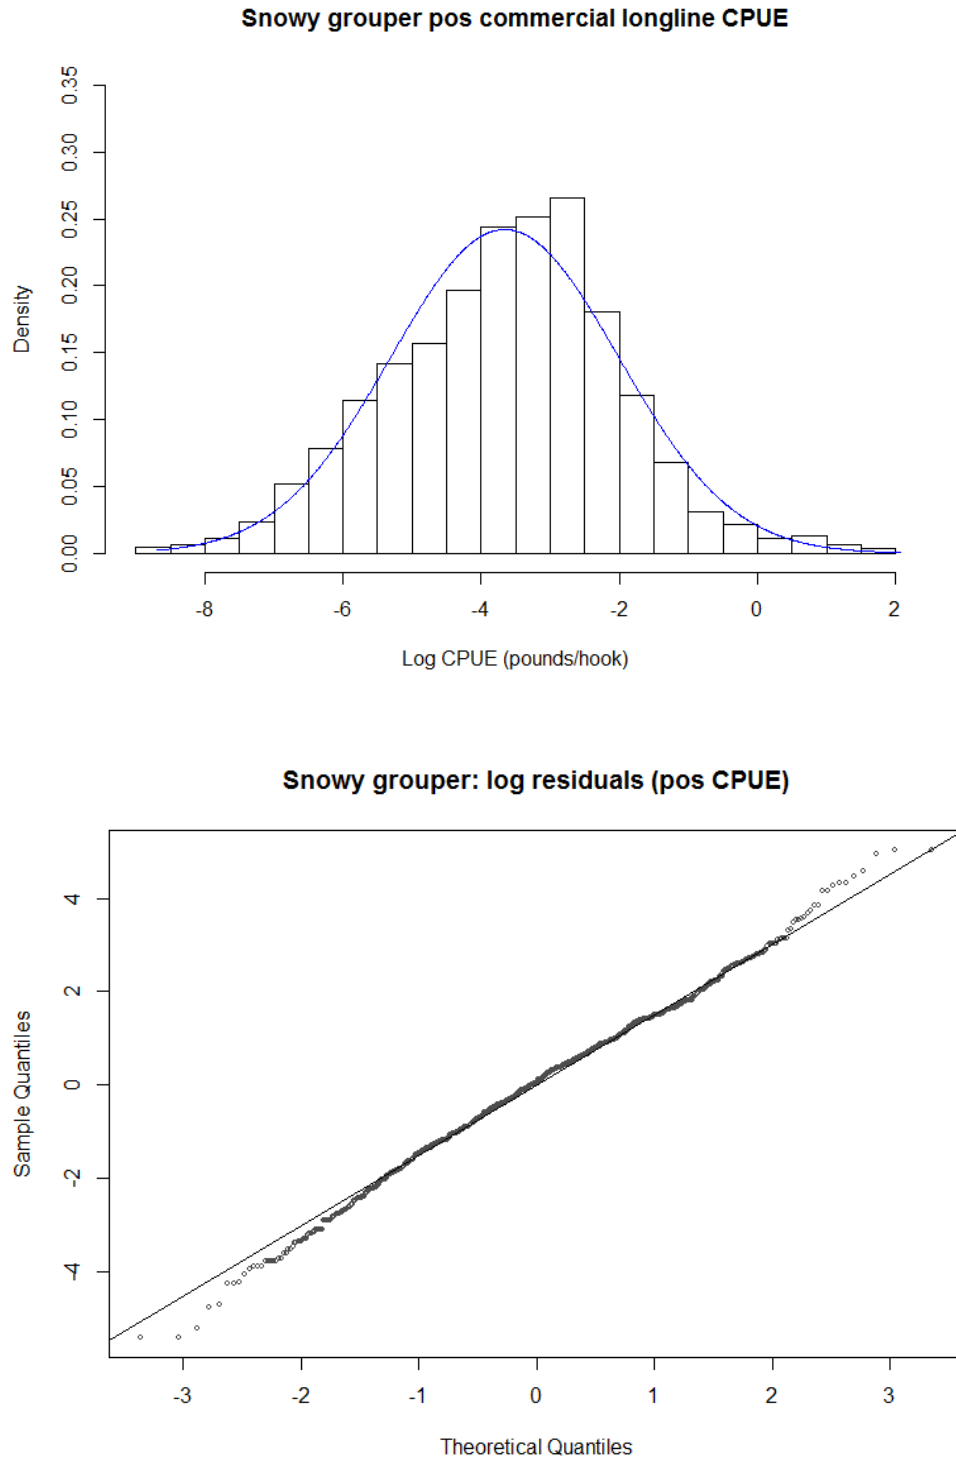 Snowy grouper pos commercial longline CPUE
0.35
0.30
0.25
0.20
0.15
0.10
0.05
0.00
Density
-8 -6 -4 -2 0 2
Log CPUE (pounds/hook)
Snowy grouper: log residuals (pos CPUE)
4
2
0
-2
-4
Sample Quantiles
-3 -2 -1 0 1 2 3
Theoretical Quantiles